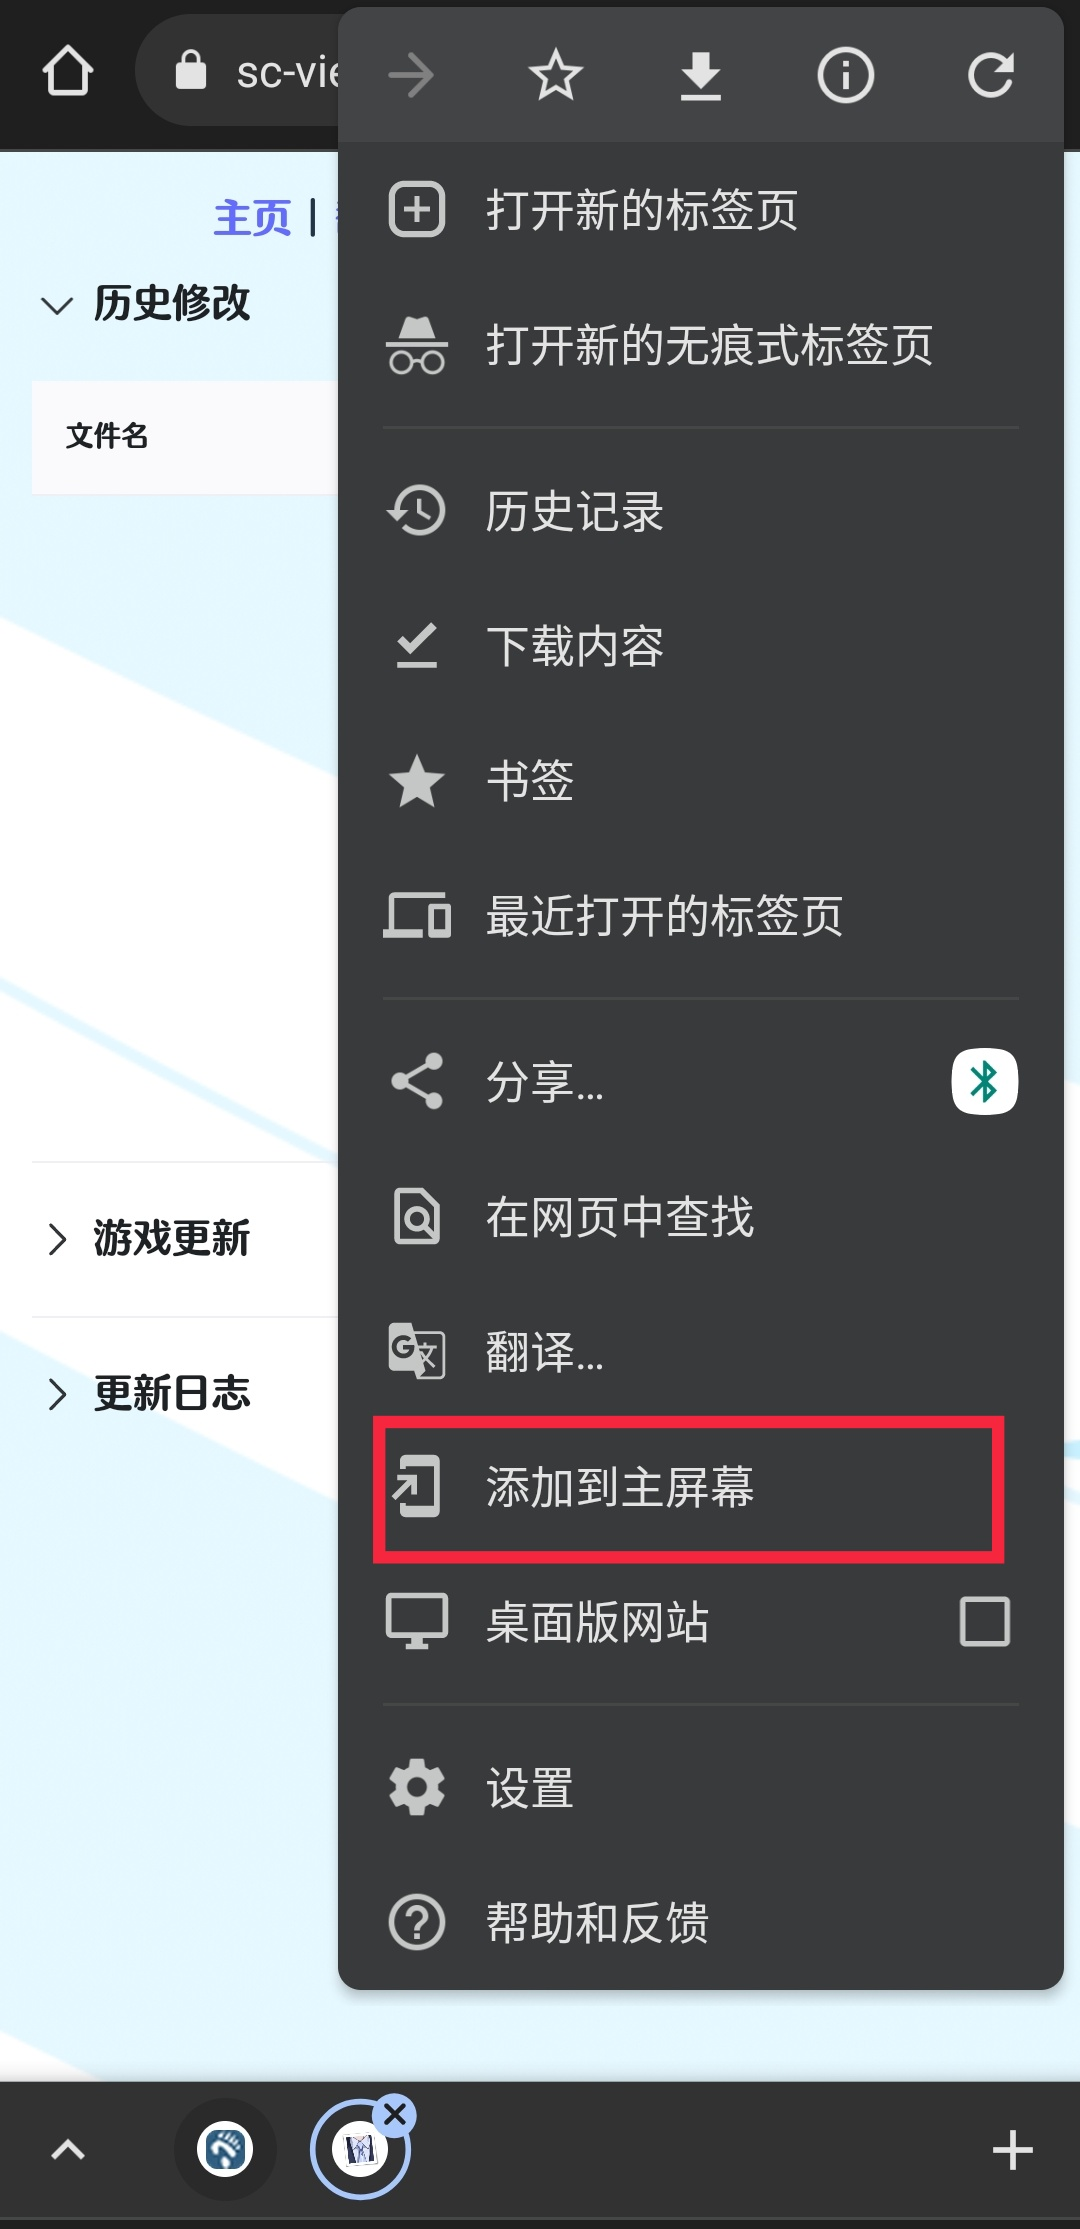 sc-vie
主页 |
历史修改
文件名
游戏更新
更新日志
打开新的标签页
打开新的无痕式标签页
历史记录
下载内容
书签
最近打开的标签页
分享...
在网页中查找
翻译...
添加到主屏幕
桌面版网站
设置
帮助和反馈